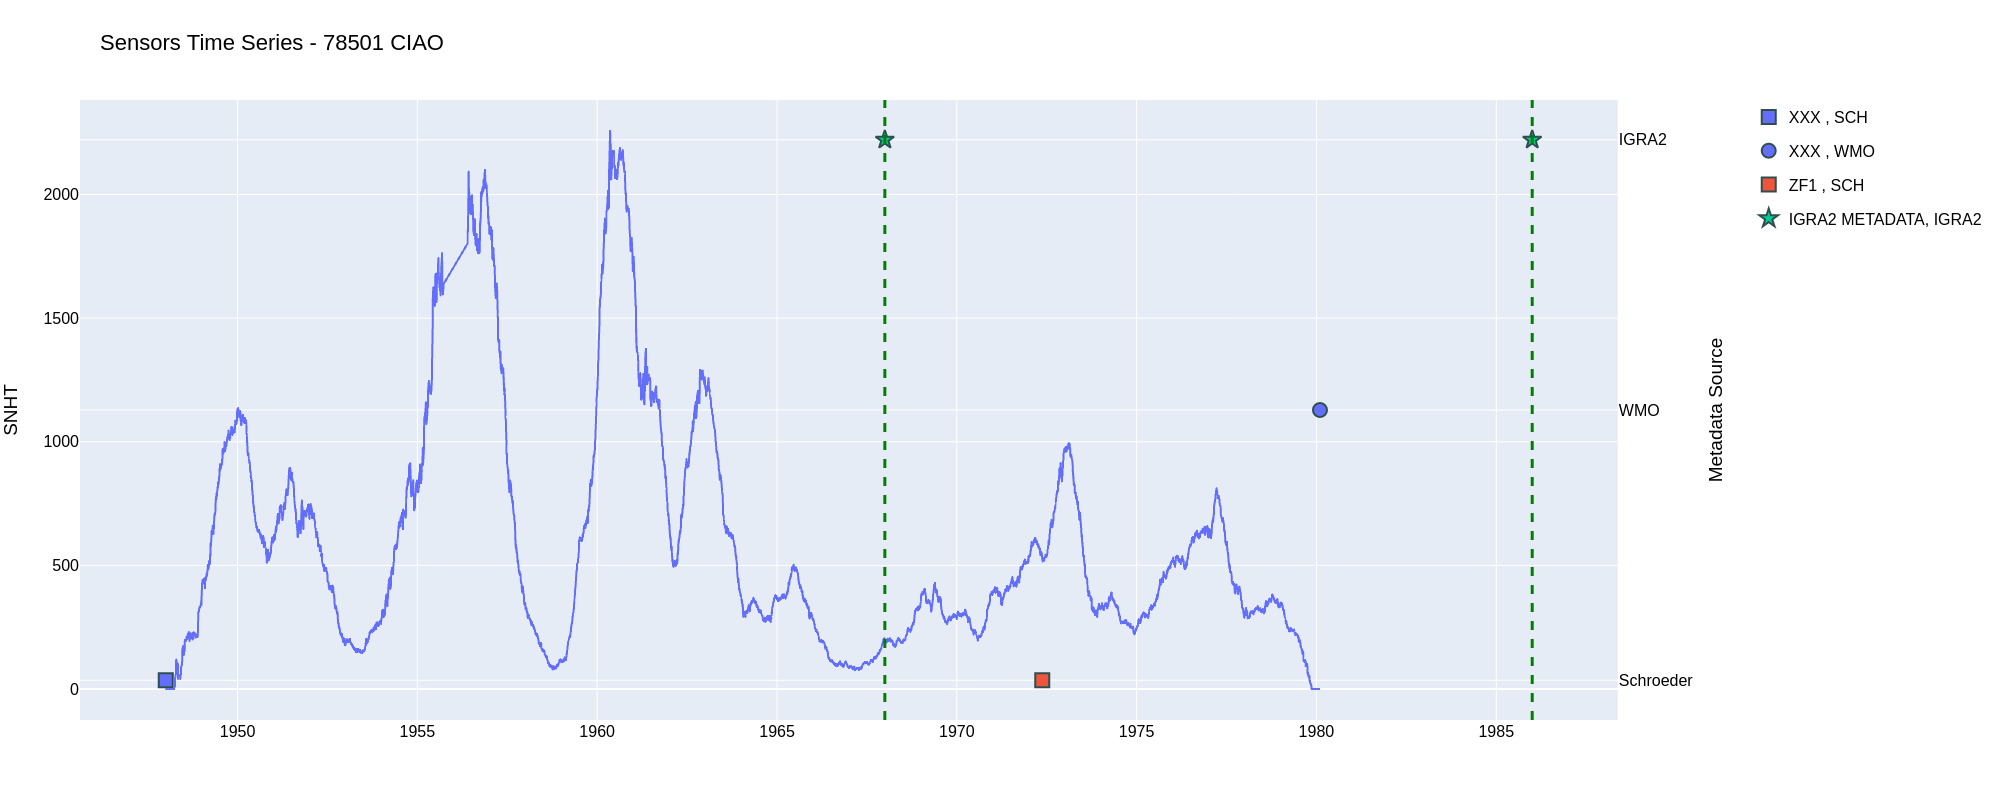 Sensors Time Series - 78501 CIAO
XXX , SCH
XXX , WMO
ZF1 , SCH
IGRA2 METADATA, IGRA2
SNHT
2000
1500
1000
500
0
1950
1955
1960
1965
1970
1975
1980
1985
IGRA2
WMO
Schroeder
Metadata Source